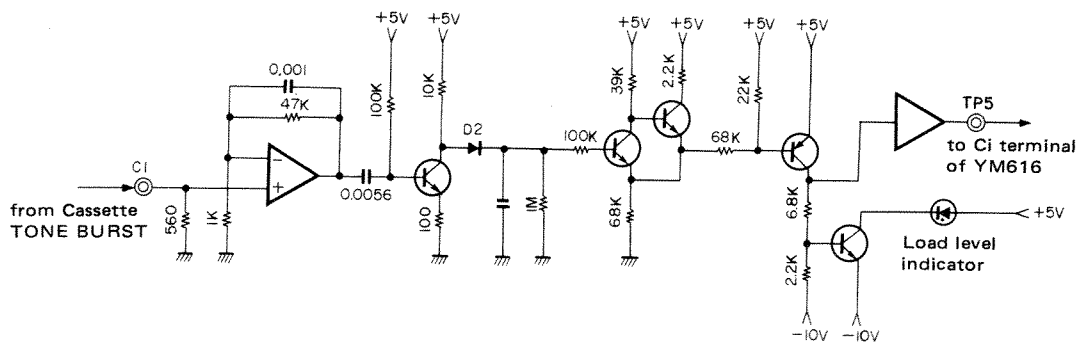 +5V
+5V
+5V
+5V
+5V
+5V
0.001
47K
100K
10K
39K
2.2K
22K
D2
100K
68K
TP5
to Ci terminal
of YM616
C1
-
+
0.0056
from Cassette
TONE BURST
560
1K
100
1M
6.8K
6.8K
+5V
Load level
indicator
2.2K
-10V
-10V